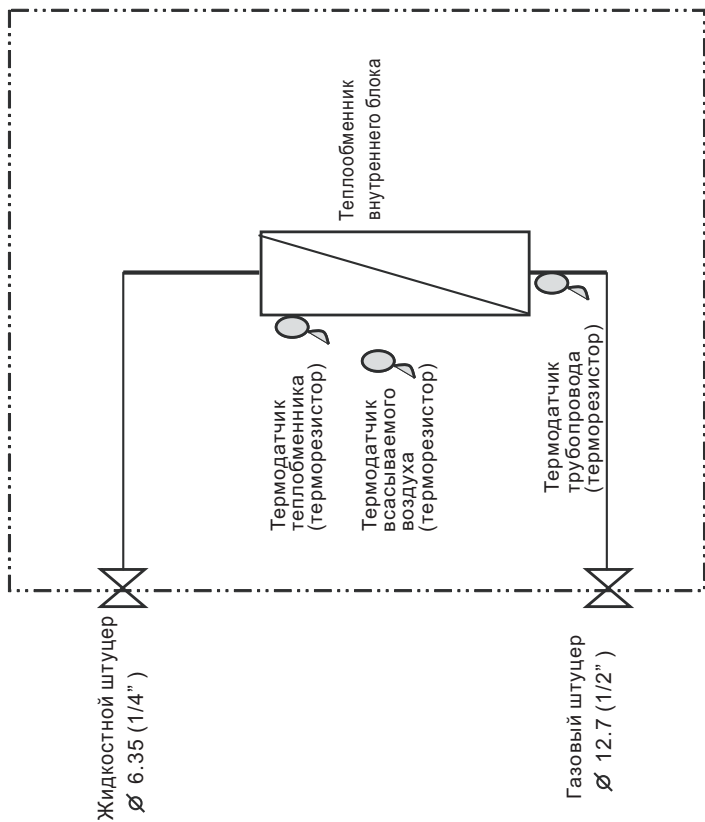 Теплообменник
внутреннего блока
Термодатчик
теплобменника
(терморезистор)
Термодатчик
всасываемого
воздуха
(терморезистор)
Термодатчик
трубопровода
(терморезистор)
Жидкостной штуцер
Ø 6.35 (1/4” )
Газовый штуцер
Ø 12.7 (1/2” )